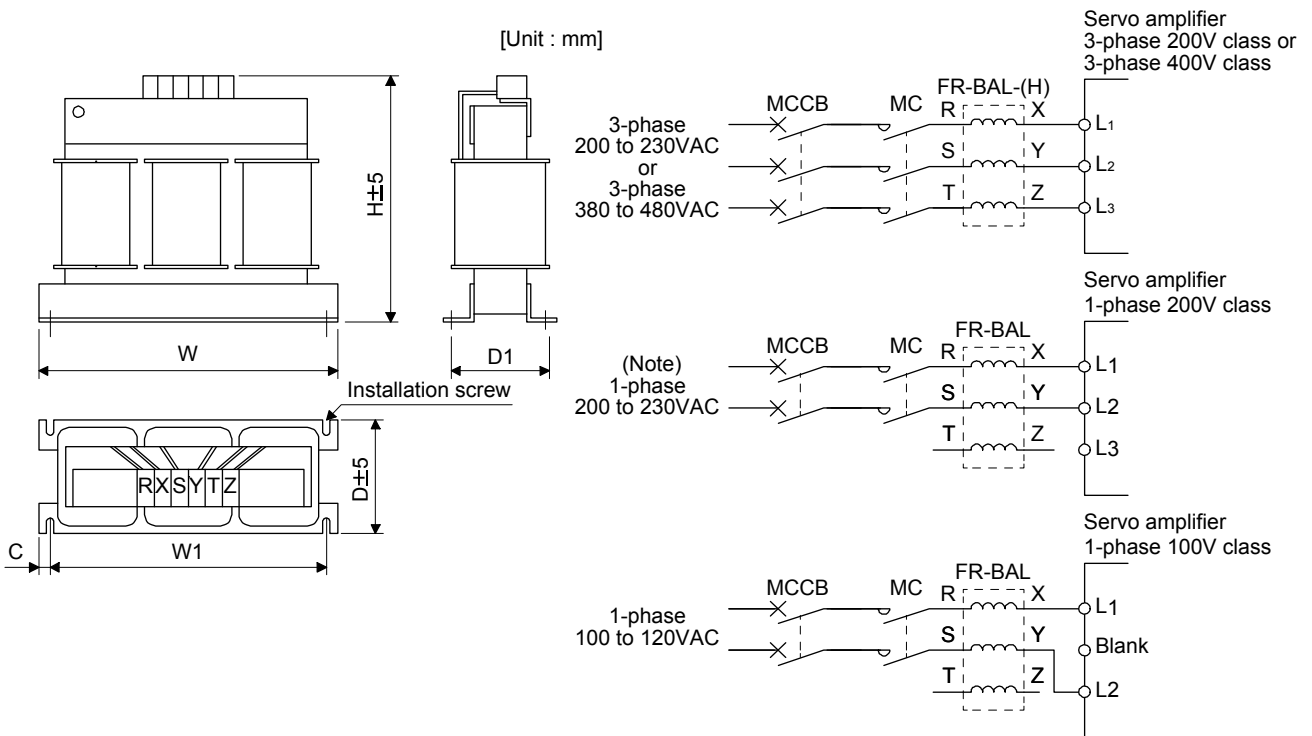 [Unit : mm]
H±5
W
D1
Installation screw
RXSYTZ
D±5
C
W1
Servo amplifier
3-phase 200V class or
3-phase 400V class
FR-BAL-(H)
MCCB
MC
R
X
3-phase
200 to 230VAC
or
3-phase
380 to 480VAC
S
Y
T
Z
L1
L2
L3
Servo amplifier
1-phase 200V class
FR-BAL
MCCB
MC
R
X
(Note)
1-phase
200 to 230VAC
S
Y
T
Z
L1
L2
L3
Servo amplifier
1-phase 100V class
FR-BAL
MCCB
MC
R
X
1-phase
100 to 120VAC
S
Y
T
Z
L1
Blank
L2